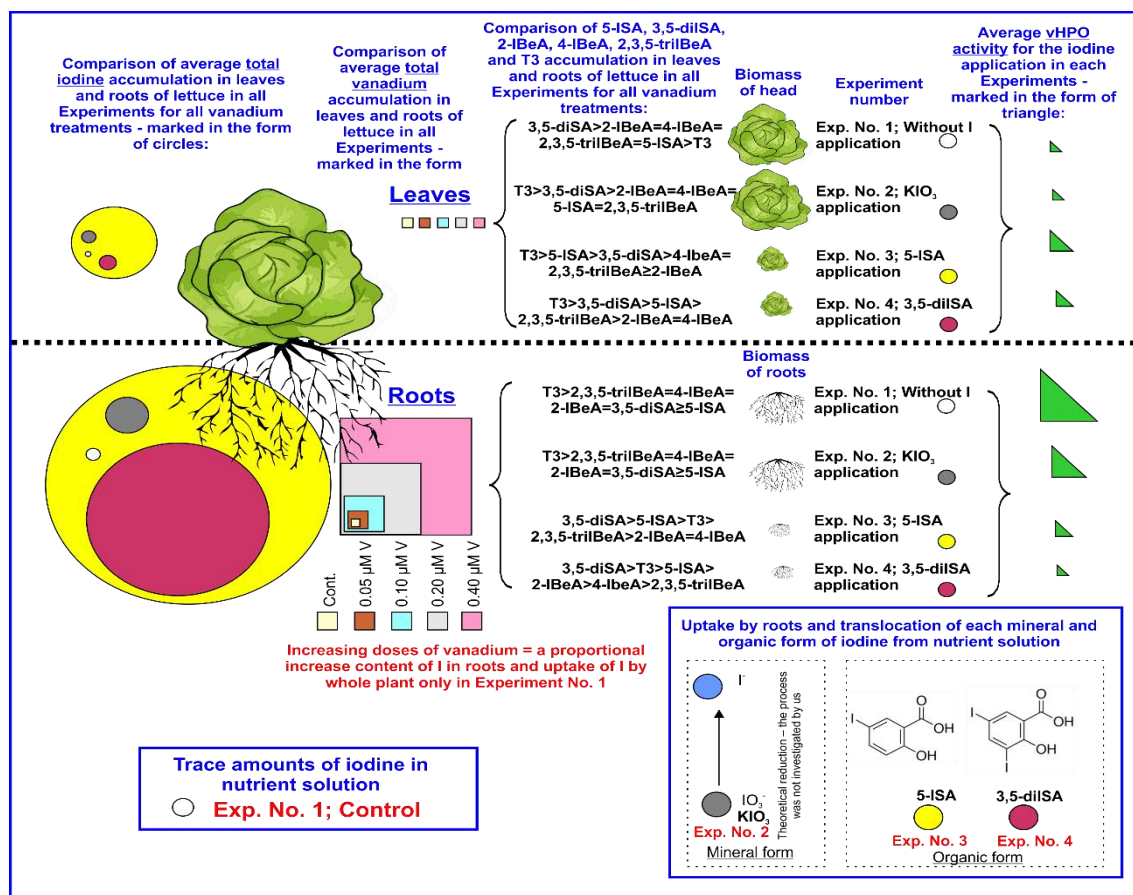 Comparison of average total
iodine accumulation in leaves
and roots of lettuce in all
Experiments for all vanadium
treatments - marked in the form
of circles:
Comparison of
average total
vanadium
accumulation in
leaves and roots of
lettuce in all
Experiments -
marked in the form
Comparison of 5-ISA, 3,5-diISA,
2-IBeA, 4-IBeA, 2,3,5-triIBeA
and T3 accumulation in leaves
and roots of lettuce in all
Experiments for all vanadium
treatments:
Biomass
of head
Experiment
number
Average vHPO
activity for the iodine
application in each
Experiments -
marked in the form of
triangle:
Leaves
3,5-diSA>2-IBeA=4-IBeA=
2,3,5-triIBeA=5-ISA>T3
Exp. No. 1; Without I
application
T3>3,5-diSA>2-IBeA=4-IBeA=
5-ISA=2,3,5-triIBeA
Exp. No. 2; KIO₃
application
T3>5-ISA>3,5-diSA>4-IbeA=
2,3,5-triIBeA≥2-IBeA
Exp. No. 3; 5-ISA
application
T3>3,5-diSA>5-ISA>
2,3,5-triIBeA>2-IBeA=4-IBeA
Exp. No. 4; 3,5-diISA
application
Roots
Biomass
of roots
T3>2,3,5-triIBeA=4-IBeA=
2-IBeA=3,5-diSA≥5-ISA
Exp. No. 1; Without I
application
T3>2,3,5-triIBeA=4-IBeA=
2-IBeA=3,5-diSA≥5-ISA
Exp. No. 2; KIO₃
application
3,5-diSA>5-ISA>T3>
2,3,5-triIBeA>2-IBeA=4-IBeA
Exp. No. 3; 5-ISA
application
3,5-diSA>T3>5-ISA>
2-IBeA>4-IbeA>2,3,5-triIBeA
Exp. No. 4; 3,5-diISA
application
Cont.
0.05 µM V
0.10 µM V
0.20 µM V
0.40 µM V
Increasing doses of vanadium = a proportional
increase content of I in roots and uptake of I by
whole plant only in Experiment No. 1
Trace amounts of iodine in
nutrient solution
Exp. No. 1; Control
Uptake by roots and translocation of each mineral and
organic form of iodine from nutrient solution
I⁻
Theoretical reduction – the process
was not investigated by us
IO₃⁻
KIO₃
Exp. No. 2
Mineral form
I
O
OH
OH
I
O
OH
OH
I
5-ISA
Exp. No. 3
3,5-diISA
Exp. No. 4
Organic form